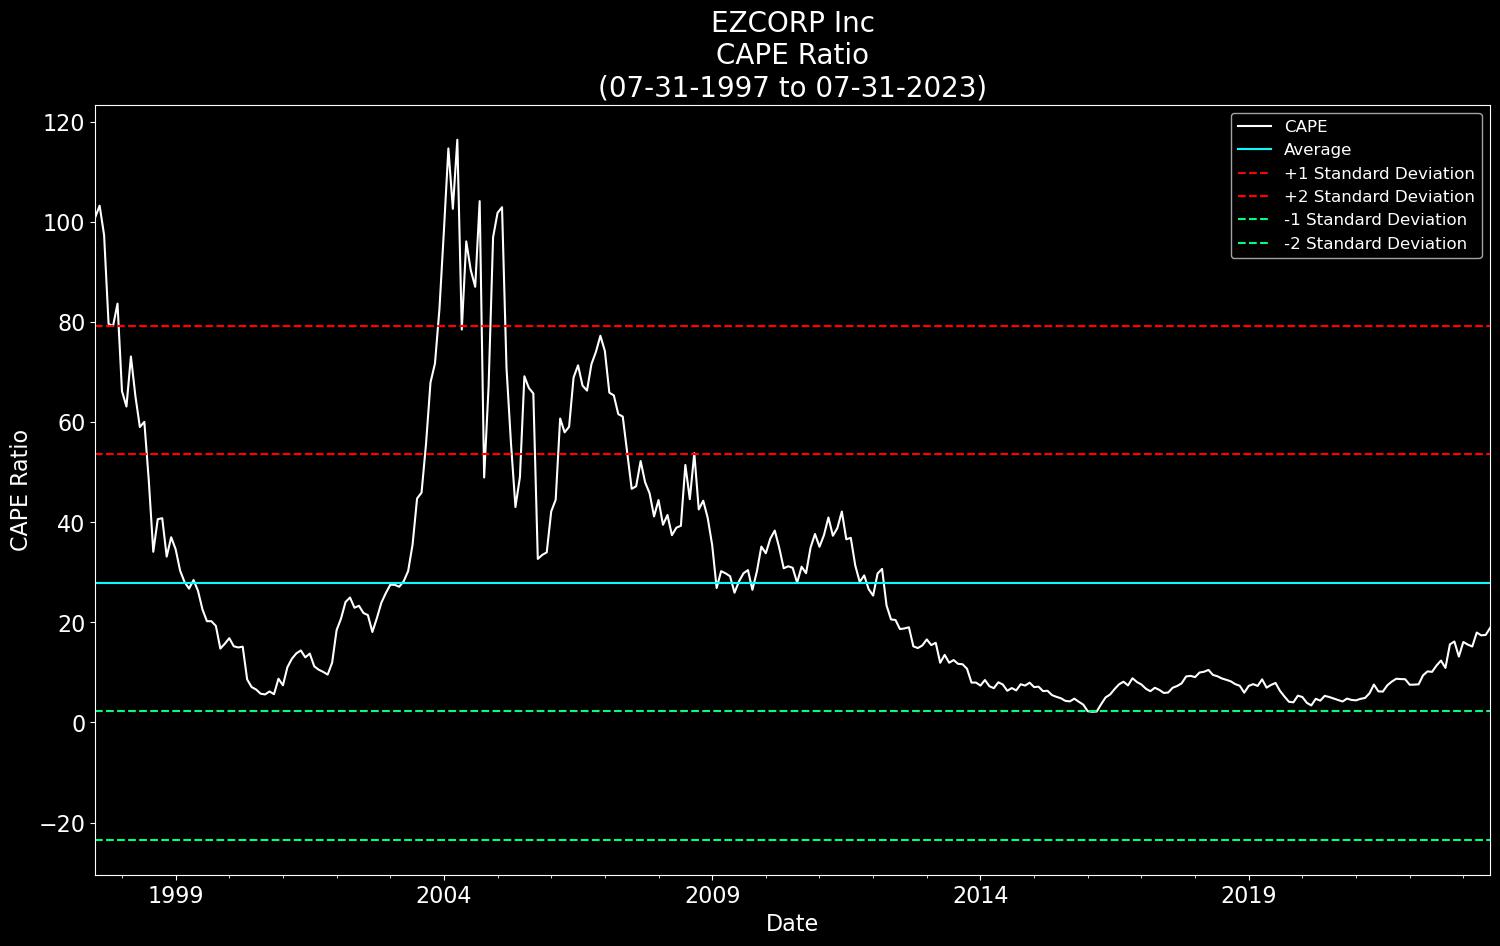 EZCORP Inc
CAPE Ratio
(07-31-1997 to 07-31-2023)
CAPE
Average
+1 Standard Deviation
+2 Standard Deviation
-1 Standard Deviation
-2 Standard Deviation
120
100
80
60
40
20
0
−20
CAPE Ratio
1999
2004
2009
2014
2019
Date